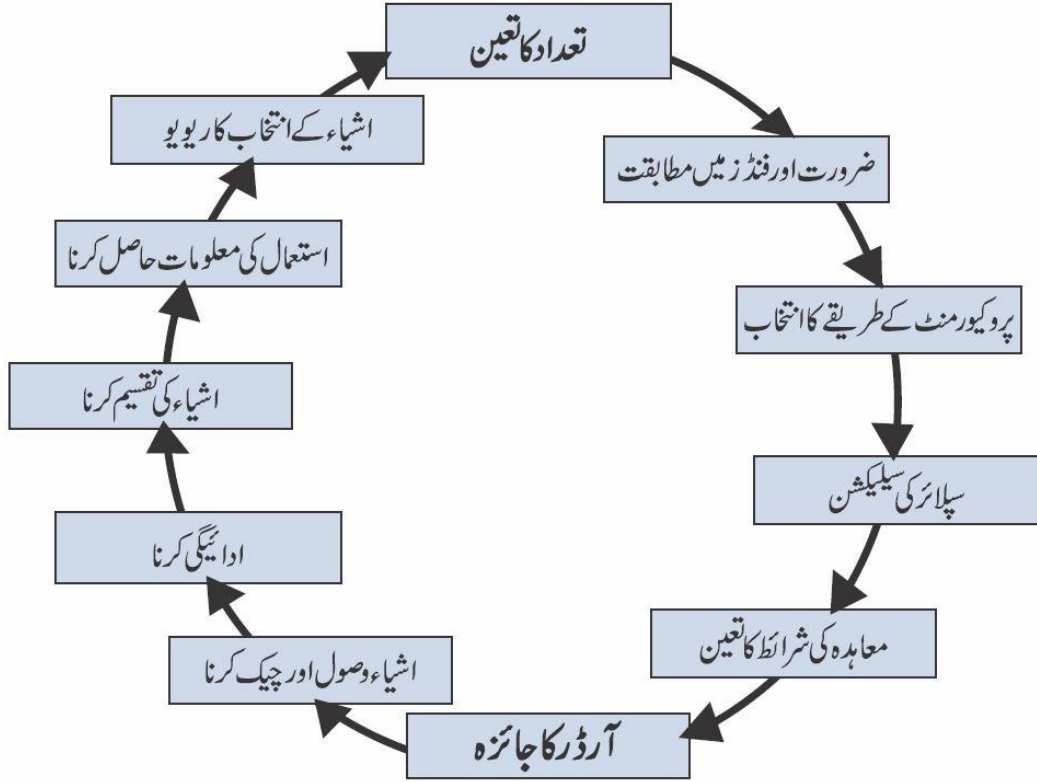 تعداد کا تعین
ضرورت اور فنڈز میں مطابقت
پروکیورمنٹ کے طریقے کا انتخاب
سپلائر کی سیلیکشن
معاہدہ کی شرائط کا تعین
آرڈر کا جائزہ
اشیاء وصول اور چیک کرنا
ادائیگی کرنا
اشیاء کی تقسیم کرنا
استعمال کی معلومات حاصل کرنا
اشیاء کے انتخاب کا ریویو